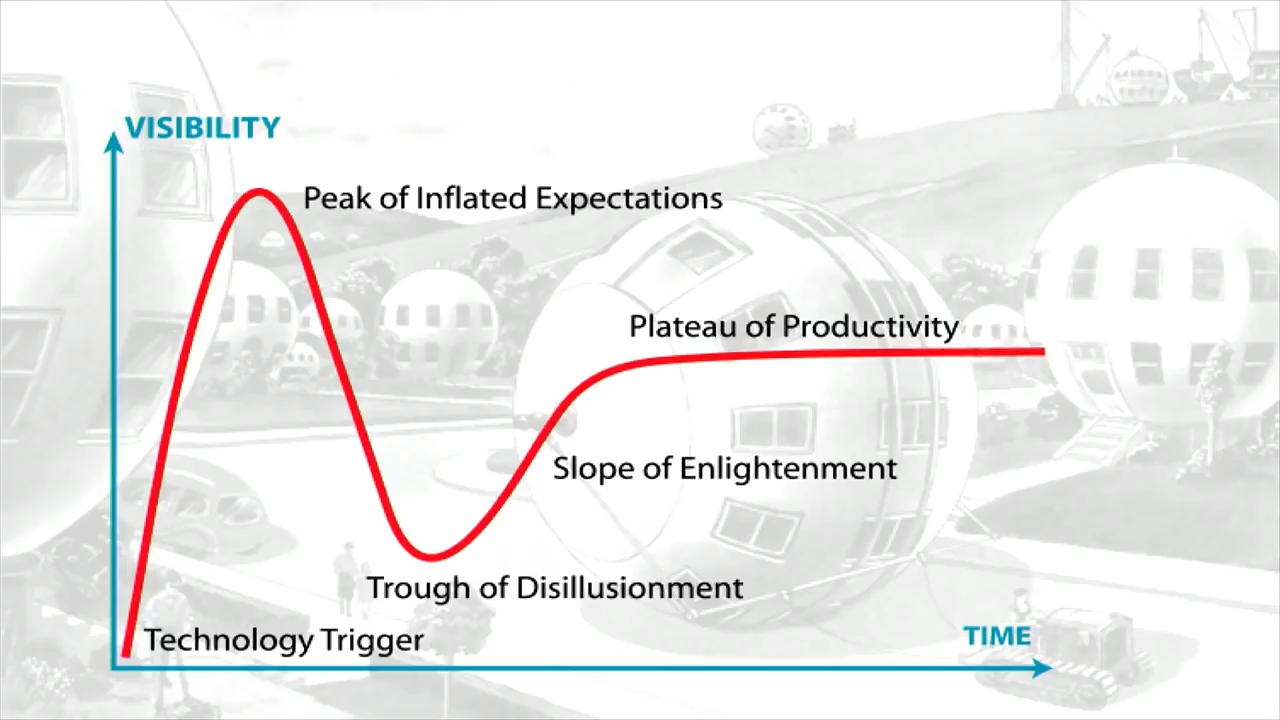 VISIBILITY
Peak of Inflated Expectations
Plateau of Productivity
Slope of Enlightenment
Trough of Disillusionment
Technology Trigger
TIME